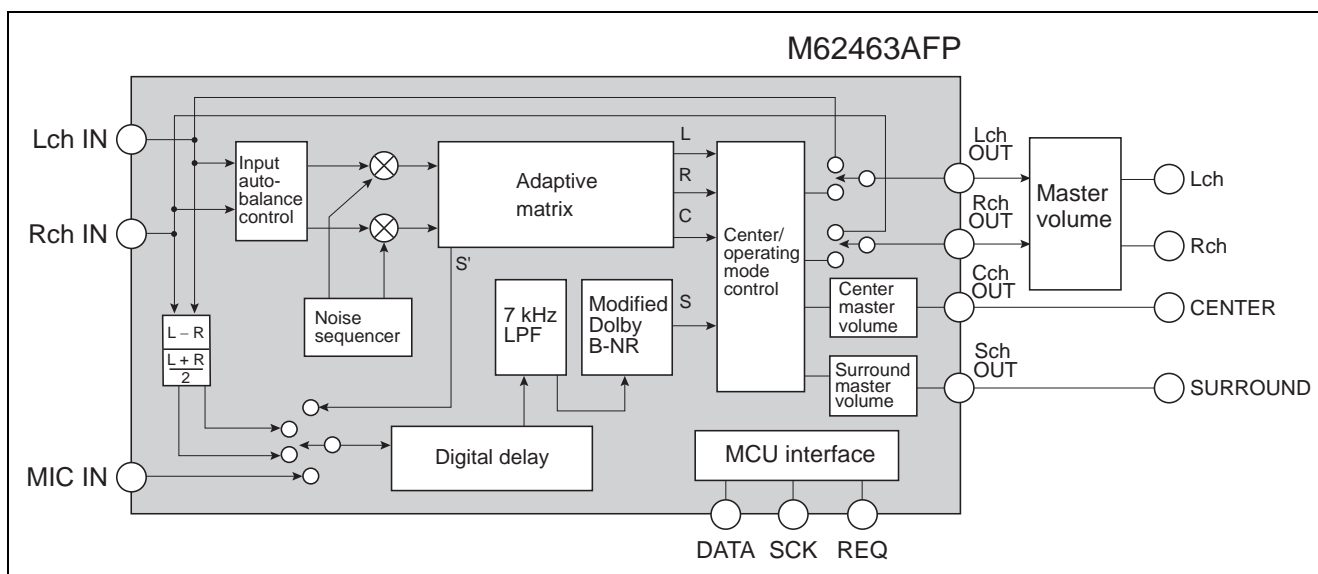 M62463AFP
Lch IN
Rch IN
MIC IN
Input
auto-
balance
control
Noise
sequencer
Adaptive
matrix
L
R
C
S'
S
L – R
L + R
2
7 kHz
LPF
Modified
Dolby
B-NR
Digital delay
Center/
operating
mode
control
Center
master
volume
Surround
master
volume
MCU interface
DATA
SCK
REQ
Lch
OUT
Rch
OUT
Cch
OUT
Sch
OUT
Master
volume
Lch
Rch
CENTER
SURROUND